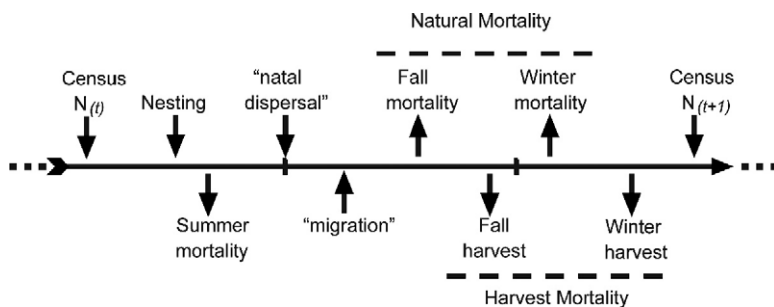 Natural Mortality
Census
N(t)
Nesting
“natal
dispersal”
Fall
mortality
Winter
mortality
Census
N(t+1)
Summer
mortality
“migration”
Fall
harvest
Winter
harvest
Harvest Mortality